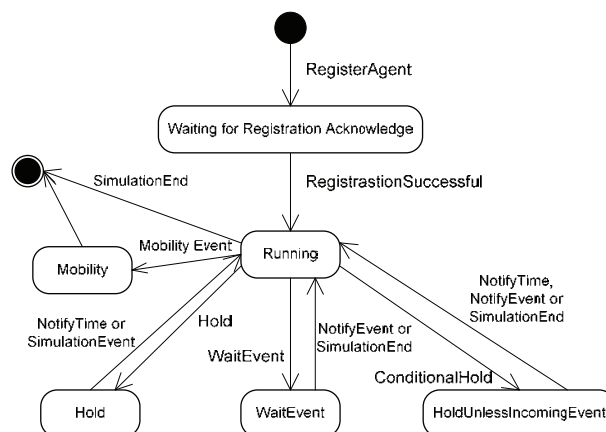 RegisterAgent
Waiting for Registration Acknowledge
RegistrastionSuccessful
SimulationEnd
Mobility Event
Running
Mobility
NotifyTime or
SimulationEvent
Hold
WaitEvent
NotifyEvent or
SimulationEnd
NotifyTime,
NotifyEvent or
SimulationEnd
ConditionalHold
Hold
WaitEvent
HoldUnlessIncomingEvent